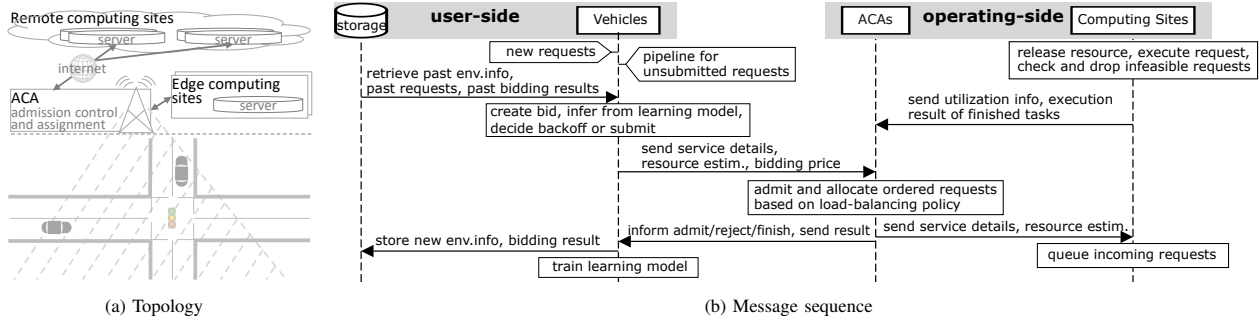 Remote computing sites
server
server
internet
ACA
admission control
and assignment
Edge computing
sites
server
(a) Topology
user-side
operating-side
storage
Vehicles
ACAs
Computing Sites
new requests
pipeline for
unsubmitted requests
release resource, execute request,
check and drop infeasible requests
retrieve past env.info,
past requests, past bidding results
send utilization info, execution
result of finished tasks
create bid, infer from learning model,
decide backoff or submit
send service details,
resource estim., bidding price
admit and allocate ordered requests
based on load-balancing policy
inform admit/reject/finish, send result
send service details, resource estim.
store new env.info, bidding result
queue incoming requests
train learning model
(b) Message sequence